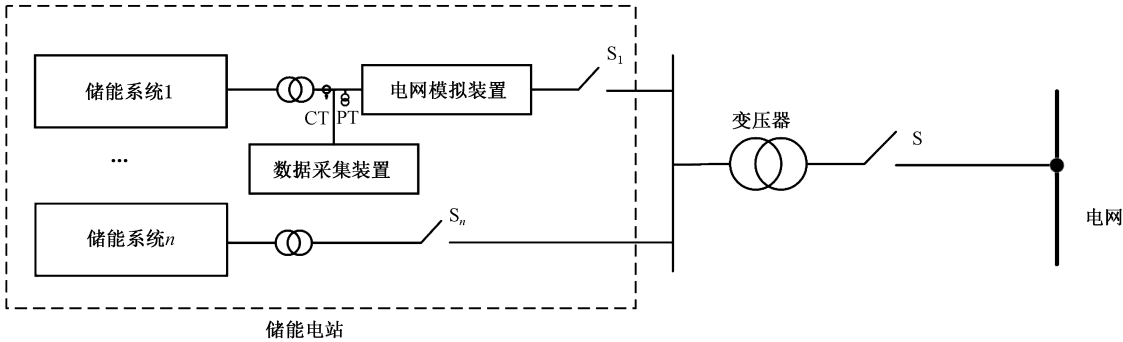 储能系统1
CT
PT
电网模拟装置
S1
数据采集装置
...
储能系统n
Sn
变压器
S
电网
储能电站